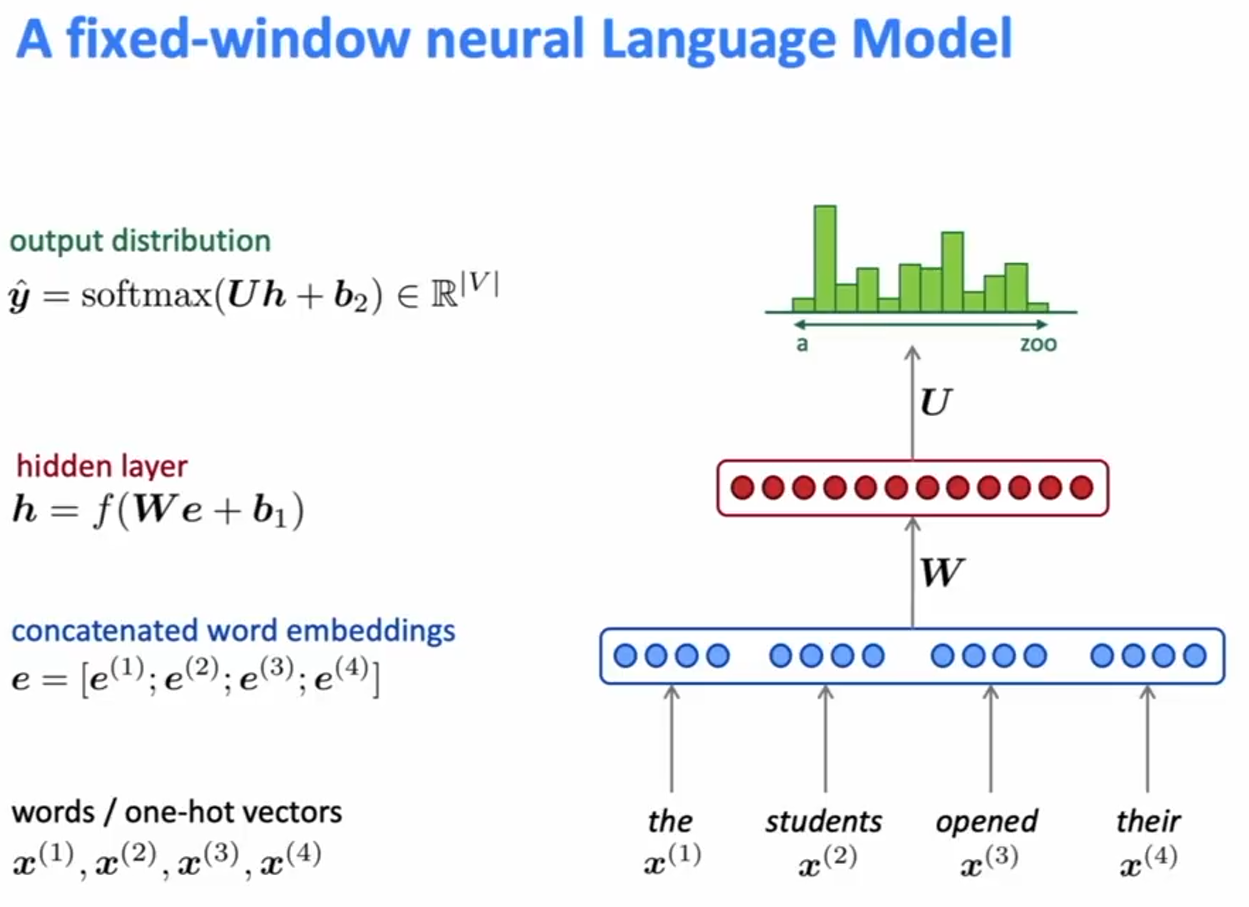 A fixed-window neural Language Model
output distribution
ŷ = softmax(Uh + b₂) ∈ ℝ^|V|
hidden layer
h = f(We + b₁)
concatenated word embeddings
e = [e⁽¹⁾; e⁽²⁾; e⁽³⁾; e⁽⁴⁾]
words / one-hot vectors
x⁽¹⁾, x⁽²⁾, x⁽³⁾, x⁽⁴⁾
a zoo
U
W
the students opened their
x⁽¹⁾ x⁽²⁾ x⁽³⁾ x⁽⁴⁾